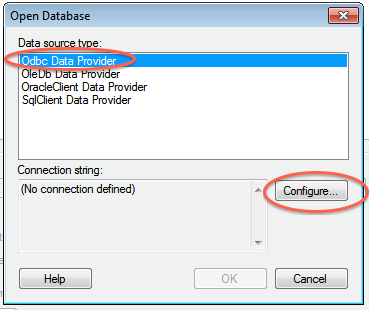 Open Database
Data source type:
Odbc Data Provider
OleDb Data Provider
OracleClient Data Provider
SqlClient Data Provider
Connection string:
(No connection defined)
Configure...
Help
OK
Cancel